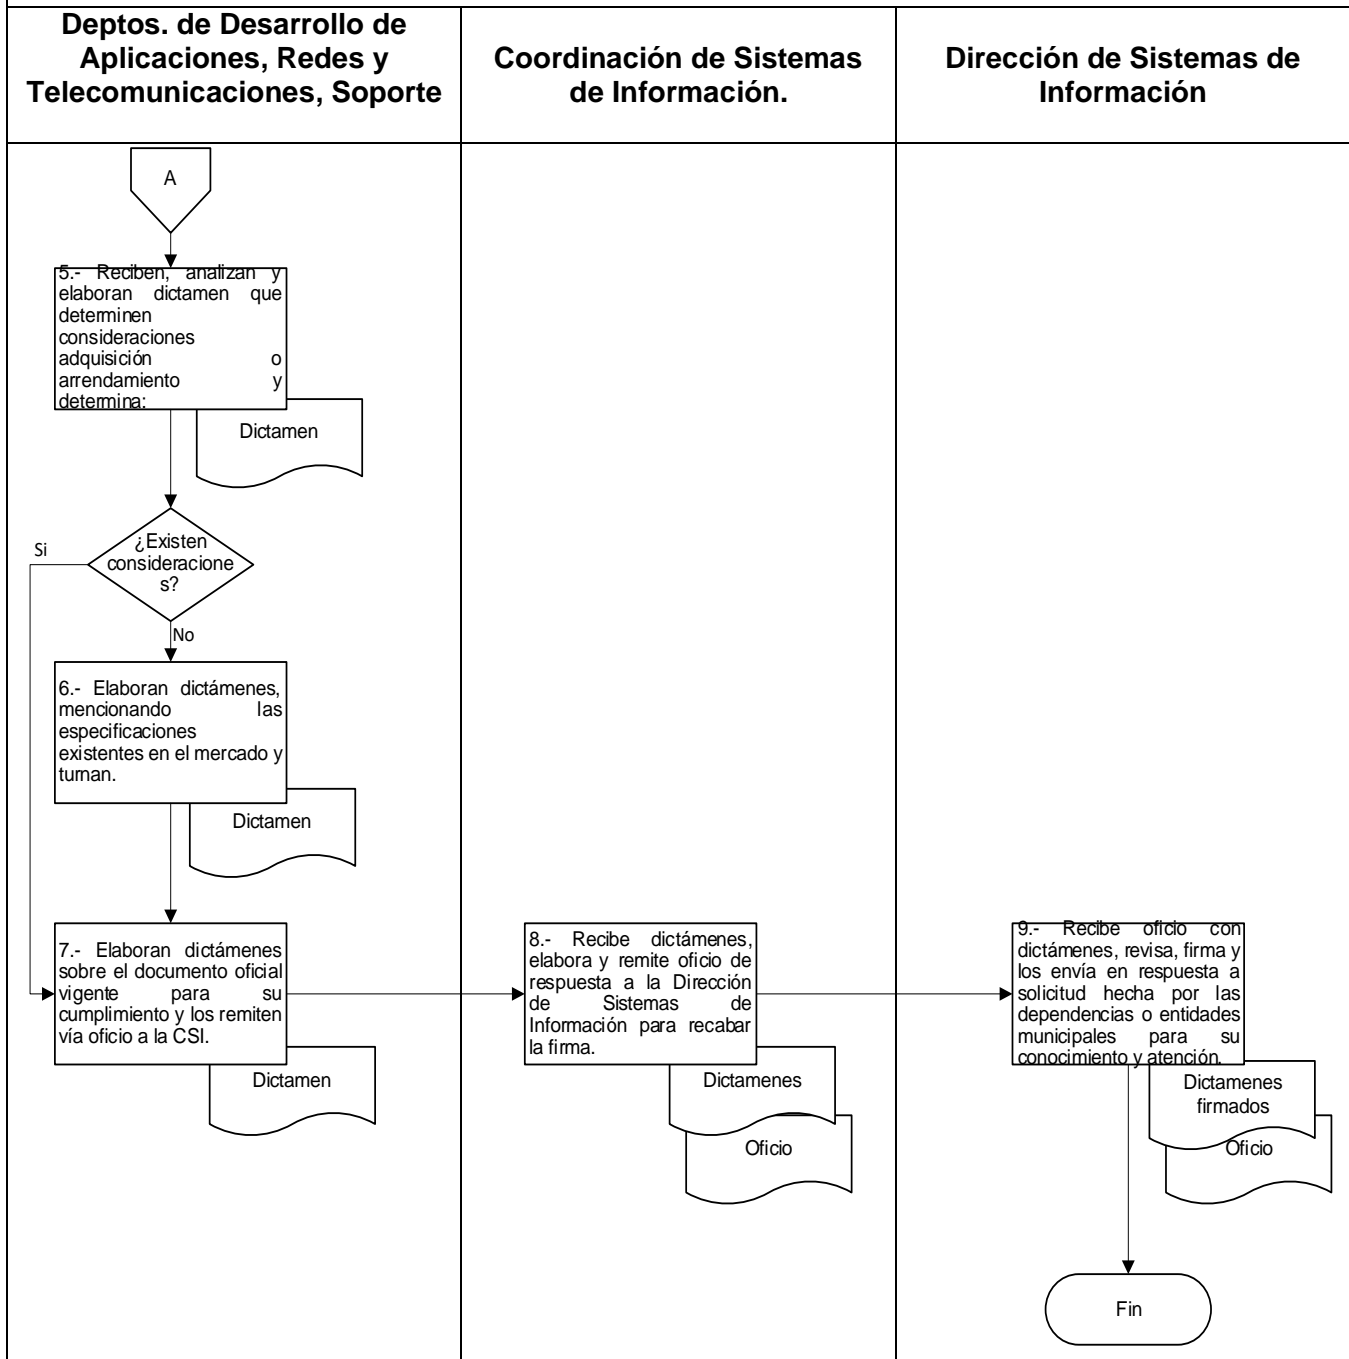 Deptos. de Desarrollo de
Aplicaciones, Redes y
Telecomunicaciones, Soporte
Coordinación de Sistemas
de Información.
Dirección de Sistemas de
Información
A
5.- Reciben, analizan y
elaboran dictamen que
determinen
consideraciones
adquisición o
arrendamiento y
determina:
Dictamen
¿Existen
consideracione
s?
Si
No
6.- Elaboran dictámenes,
mencionando las
especificaciones
existentes en el mercado y
turnan.
Dictamen
7.- Elaboran dictámenes
sobre el documento oficial
vigente para su
cumplimiento y los remiten
vía oficio a la CSI.
Dictamen
8.- Recibe dictámenes,
elabora y remite oficio de
respuesta a la Dirección
de Sistemas de
Información para recabar
la firma.
Dictamenes
Oficio
9.- Recibe oficio con
dictámenes, revisa, firma y
los envía en respuesta a
solicitud hecha por las
dependencias o entidades
municipales para su
conocimiento y atención.
Dictamenes
firmados
Oficio
Fin